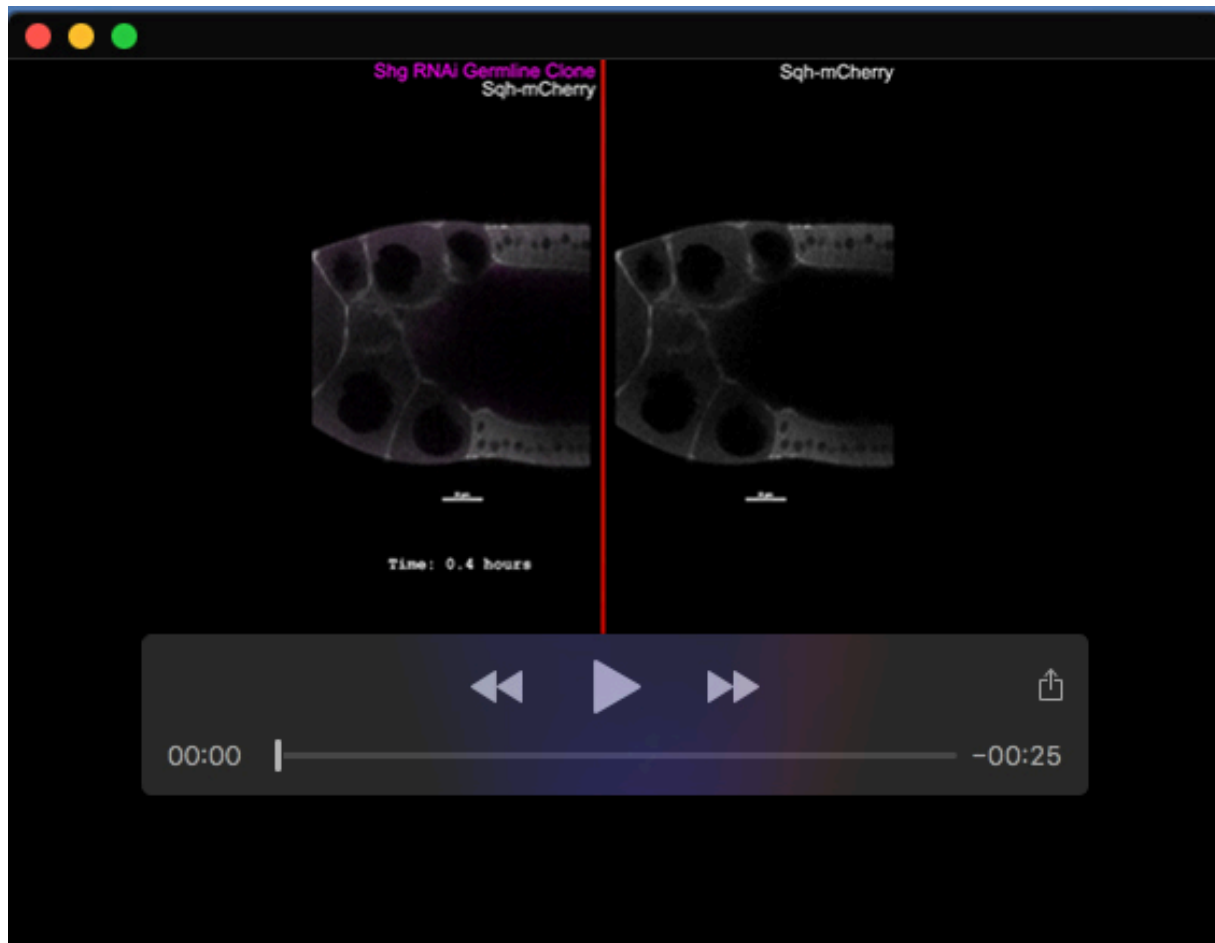 Shg RNAi Germline Clone
Sqh-mCherry
Sqh-mCherry
Time: 0.4 hours
00:00
-00:25